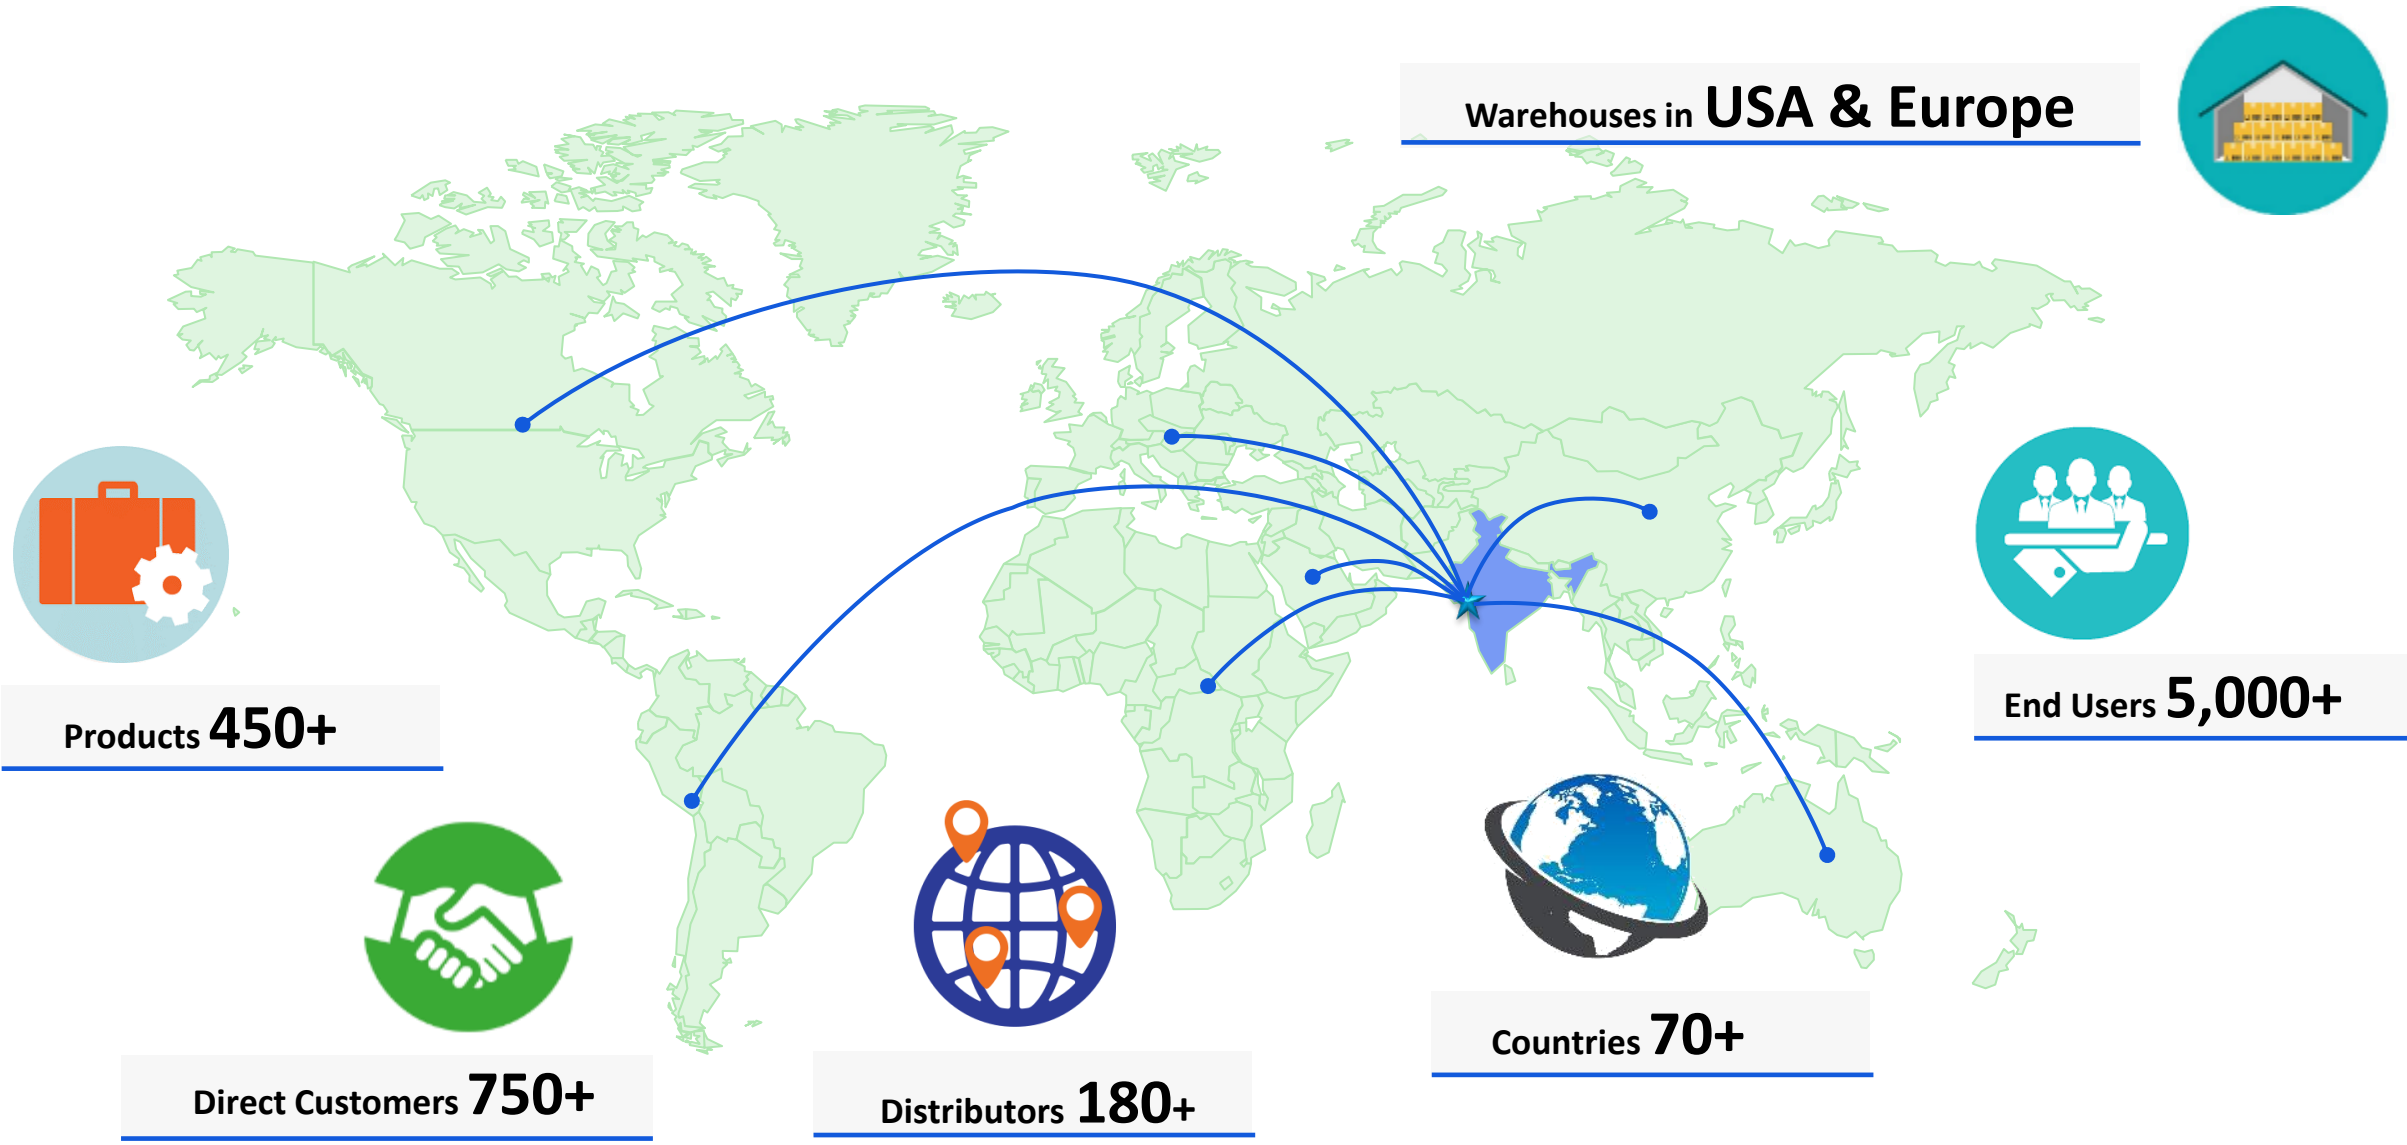 Warehouses in USA & Europe
Products 450+
End Users 5,000+
Direct Customers 750+
Distributors 180+
Countries 70+